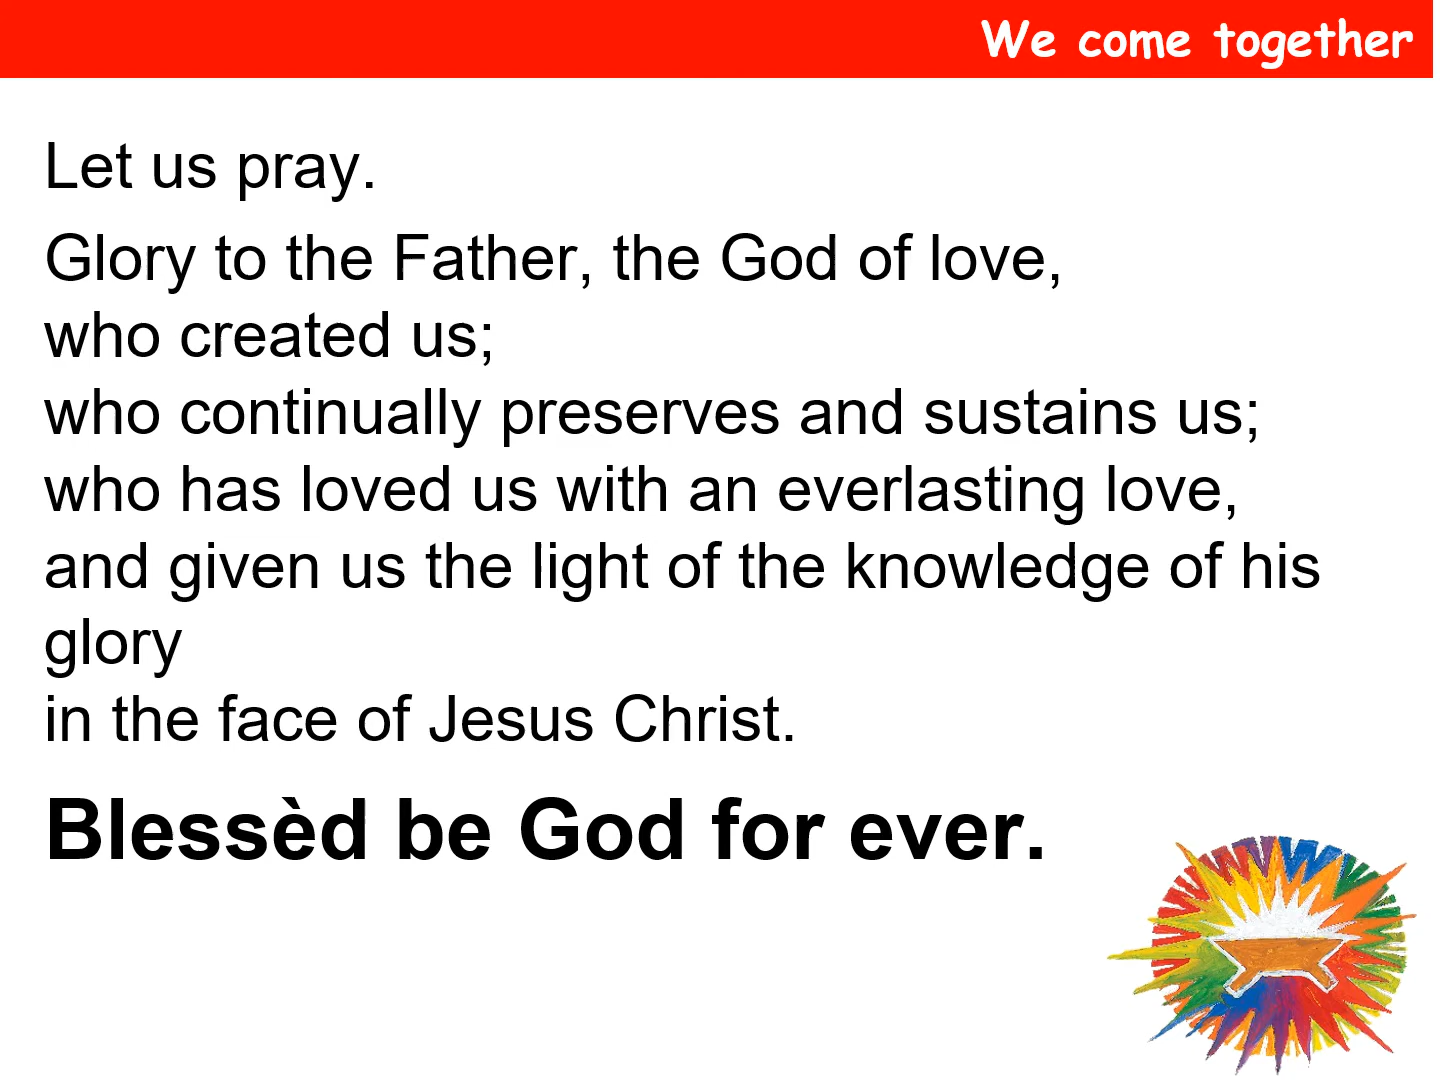 We come together
Let us pray.
Glory to the Father, the God of love,
who created us;
who continually preserves and sustains us;
who has loved us with an everlasting love,
and given us the light of the knowledge of his
glory
in the face of Jesus Christ.
Blessèd be God for ever.